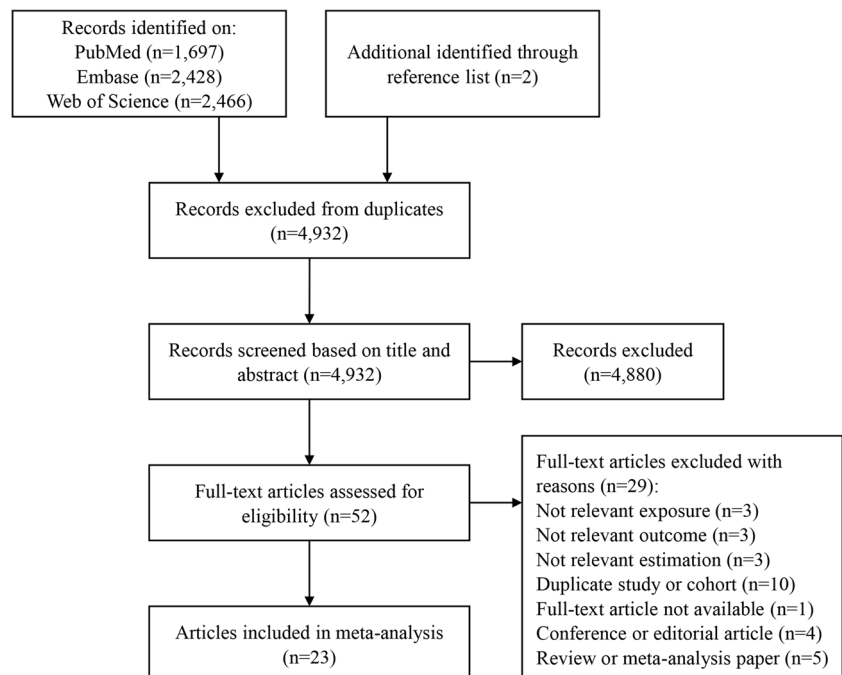 Records identified on:
PubMed (n=1,697)
Embase (n=2,428)
Web of Science (n=2,466)
Additional identified through
reference list (n=2)
Records excluded from duplicates
(n=4,932)
Records screened based on title and
abstract (n=4,932)
Records excluded
(n=4,880)
Full-text articles assessed for
eligibility (n=52)
Full-text articles excluded with
reasons (n=29):
Not relevant exposure (n=3)
Not relevant outcome (n=3)
Not relevant estimation (n=3)
Duplicate study or cohort (n=10)
Full-text article not available (n=1)
Conference or editorial article (n=4)
Review or meta-analysis paper (n=5)
Articles included in meta-analysis
(n=23)